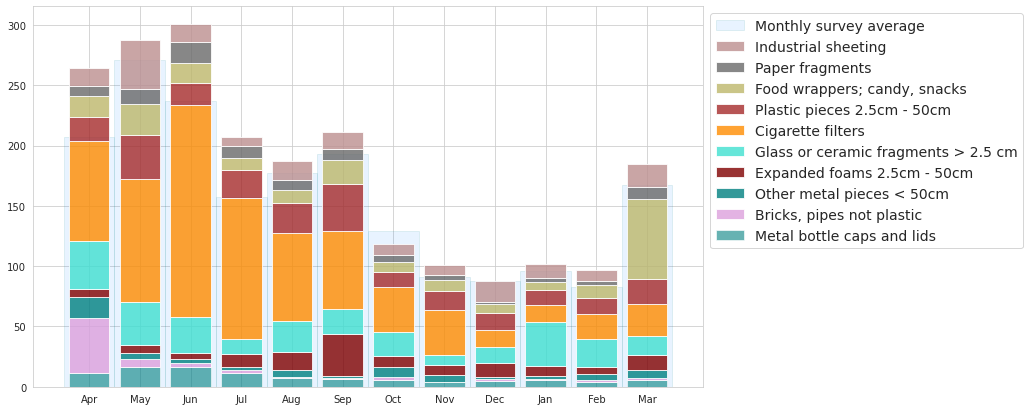 300
250
200
150
100
50
0
Apr May Jun Jul Aug Sep Oct Nov Dec Jan Feb Mar
Monthly survey average
Industrial sheeting
Paper fragments
Food wrappers; candy, snacks
Plastic pieces 2.5cm - 50cm
Cigarette filters
Glass or ceramic fragments > 2.5 cm
Expanded foams 2.5cm - 50cm
Other metal pieces < 50cm
Bricks, pipes not plastic
Metal bottle caps and lids